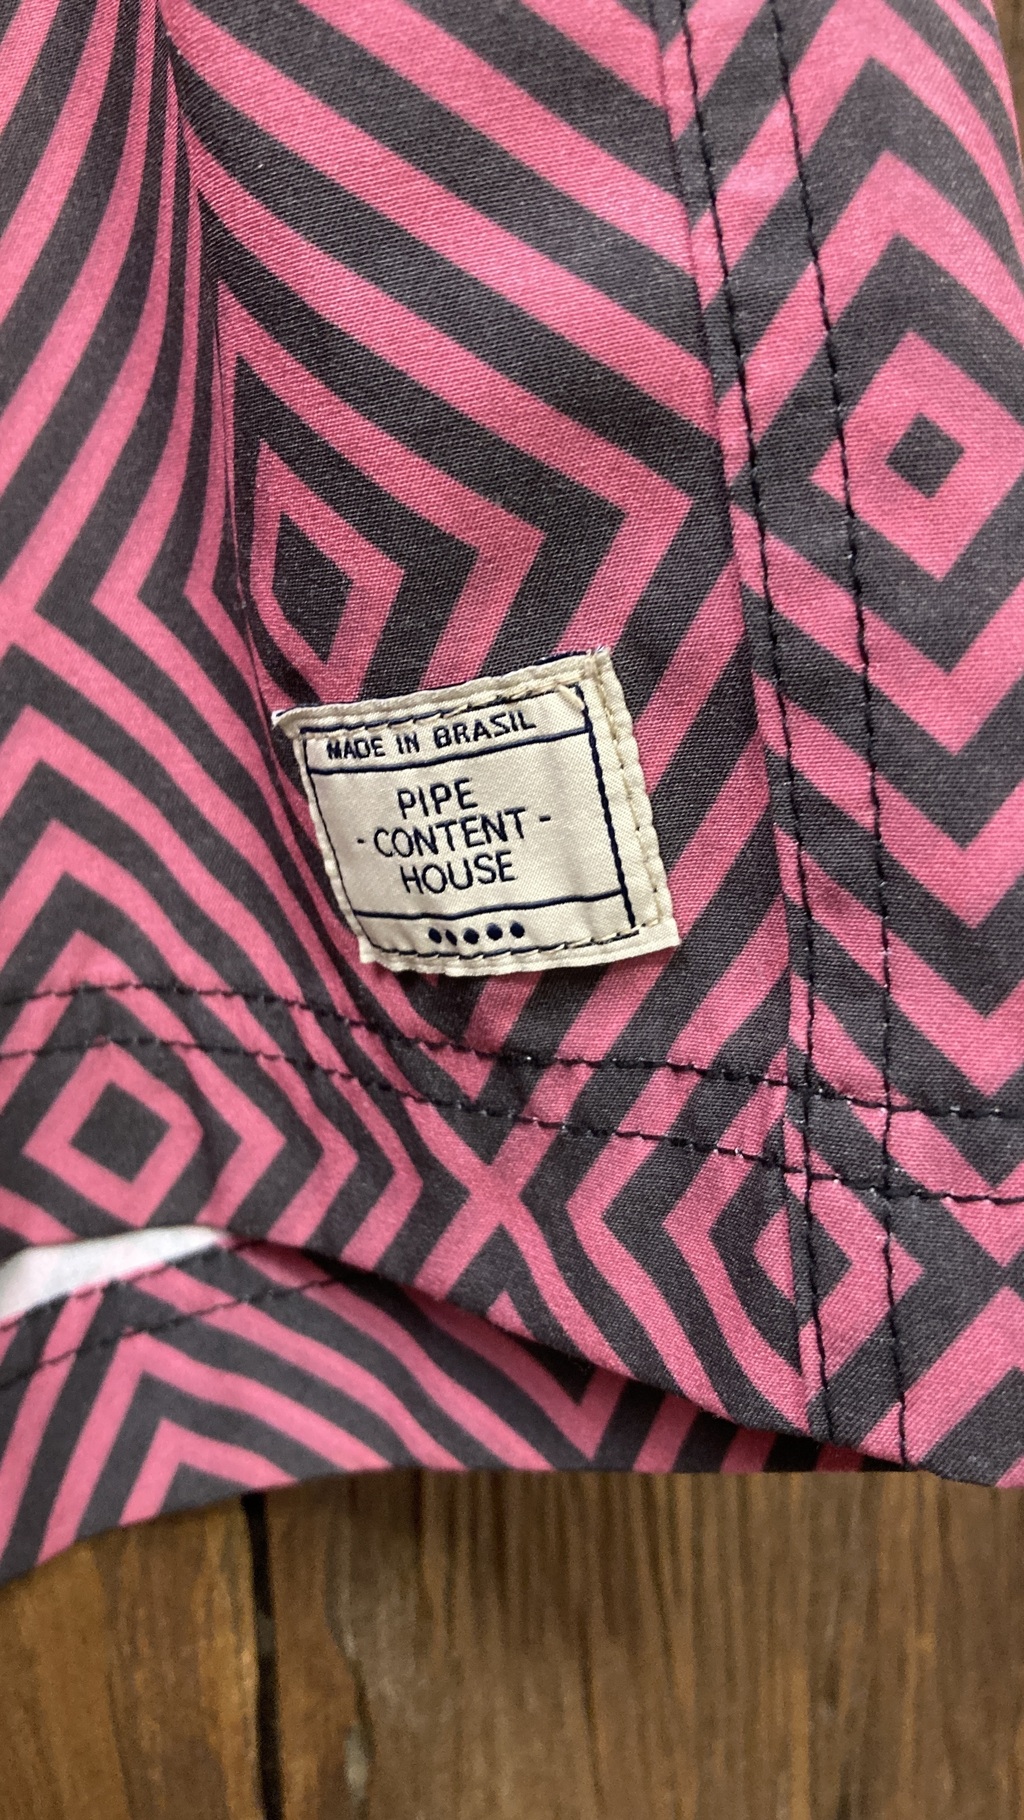 MADE IN BRASIL
PIPE
-CONTENT-
HOUSE